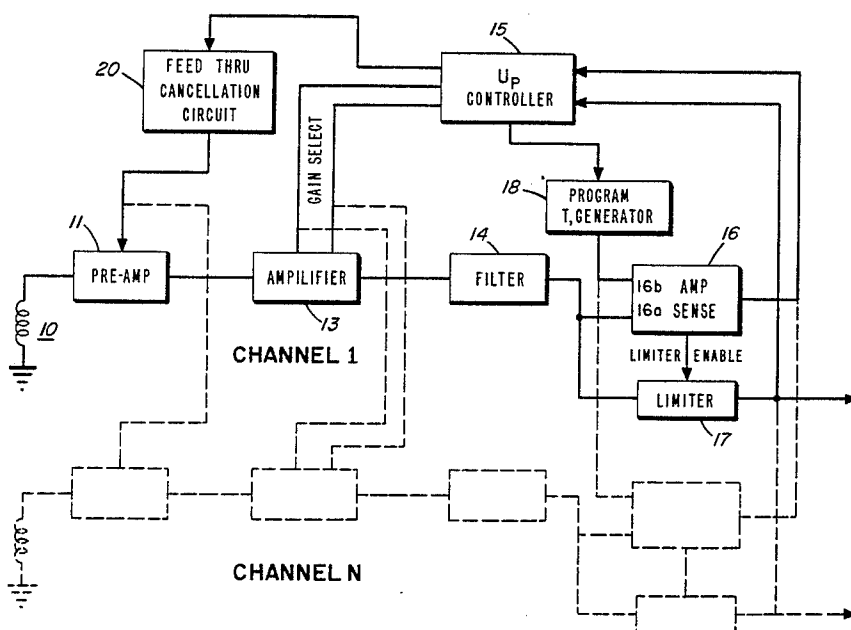 15
20
FEED THRU
CANCELLATION
CIRCUIT
UP
CONTROLLER
GAIN SELECT
18
PROGRAM
T, GENERATOR
11
PRE-AMP
AMPILIFIER
13
14
FILTER
16
16b AMP
16a SENSE
10
CHANNEL 1
LIMITER ENABLE
LIMITER
17
CHANNEL N